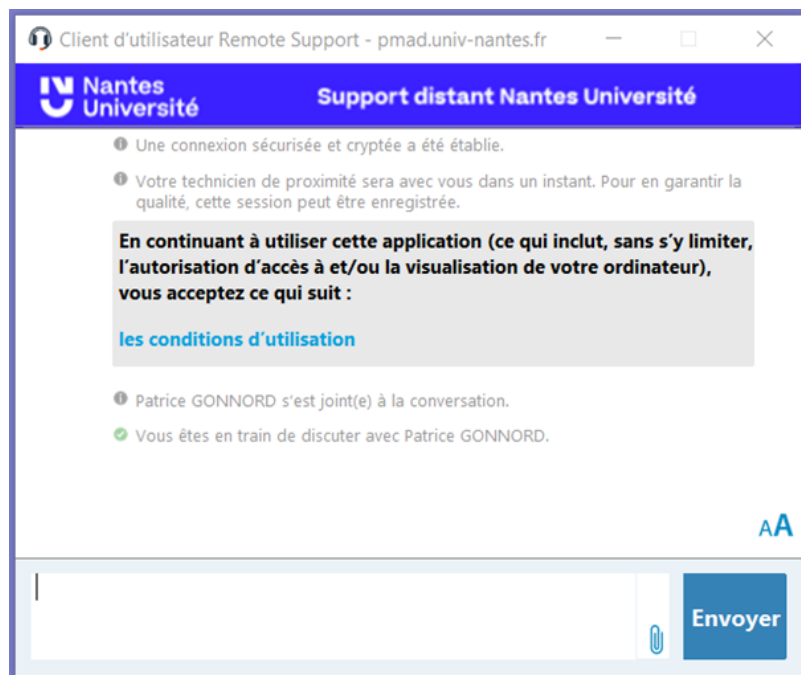 Client d'utilisateur Remote Support - pmad.univ-nantes.fr
Nantes
Université
Support distant Nantes Université
Une connexion sécurisée et cryptée a été établie.
Votre technicien de proximité sera avec vous dans un instant. Pour en garantir la
qualité, cette session peut être enregistrée.
En continuant à utiliser cette application (ce qui inclut, sans s'y limiter,
l'autorisation d'accès à et/ou la visualisation de votre ordinateur),
vous acceptez ce qui suit :
les conditions d'utilisation
Patrice GONNORD s'est joint(e) à la conversation.
Vous êtes en train de discuter avec Patrice GONNORD.
AA
Envoyer